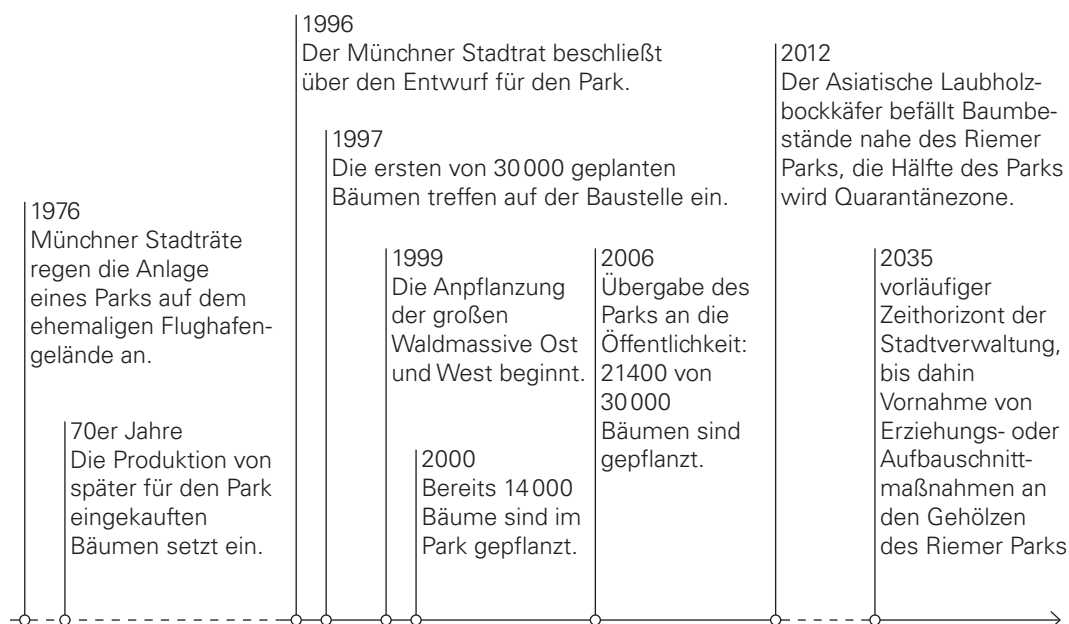 1976
Münchner Stadträte
regen die Anlage
eines Parks auf dem
ehemaligen Flughafen-
gelände an.
70er Jahre
Die Produktion von
später für den Park
eingekauften
Bäumen setzt ein.
1996
Der Münchner Stadtrat beschließt
über den Entwurf für den Park.
1997
Die ersten von 30 000 geplanten
Bäumen treffen auf der Baustelle ein.
1999
Die Anpflanzung
der großen
Waldmassive Ost
und West beginnt.
2000
Bereits 14 000
Bäume sind im
Park gepflanzt.
2006
Übergabe des
Parks an die
Öffentlichkeit:
21400 von
30 000
Bäumen sind
gepflanzt.
2012
Der Asiatische Laubholz-
bockkäfer befällt Baumbe-
stände nahe des Riemer
Parks, die Hälfte des Parks
wird Quarantänezone.
2035
vorläufiger
Zeithorizont der
Stadtverwaltung,
bis dahin
Vornahme von
Erziehungs- oder
Aufbauschnitt-
maßnahmen an
den Gehölzen
des Riemer Parks